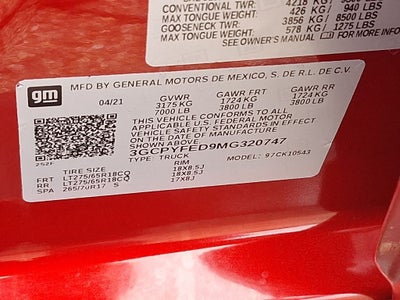 CONVENTIONAL TWR: 4218 KG /
MAX TONGUE WEIGHT: 426 KG / 940 LBS
GOOSENECK TWR: 3856 KG / 8500 LBS
MAX TONGUE WEIGHT: 578 KG / 1275 LBS
SEE OWNER'S MANUAL FOR MORE INFO
gm
MFD BY GENERAL MOTORS DE MEXICO, S. DE R.L. DE C.V.
04/21 GVWR GAWR FRT GAWR RR
3175 KG 1724 KG 1724 KG
7000 LB 3800 LB 3800 LB
THIS VEHICLE CONFORMS TO ALL
APPLICABLE U.S. FEDERAL MOTOR
VEHICLE SAFETY STANDARDS IN EFFECT
ON THE DATE OF MANUFACTURE
SHOWN ABOVE
3GCPYFED9MG320747
252F TYPE: TRUCK MODEL: 97CK10543
TIRE SIZE RIM
FRT LT275/65R18CQ 18X8.5J
RR LT275/65R18CQ 18X8.5J
SPA 265/70R17 S 17X8J